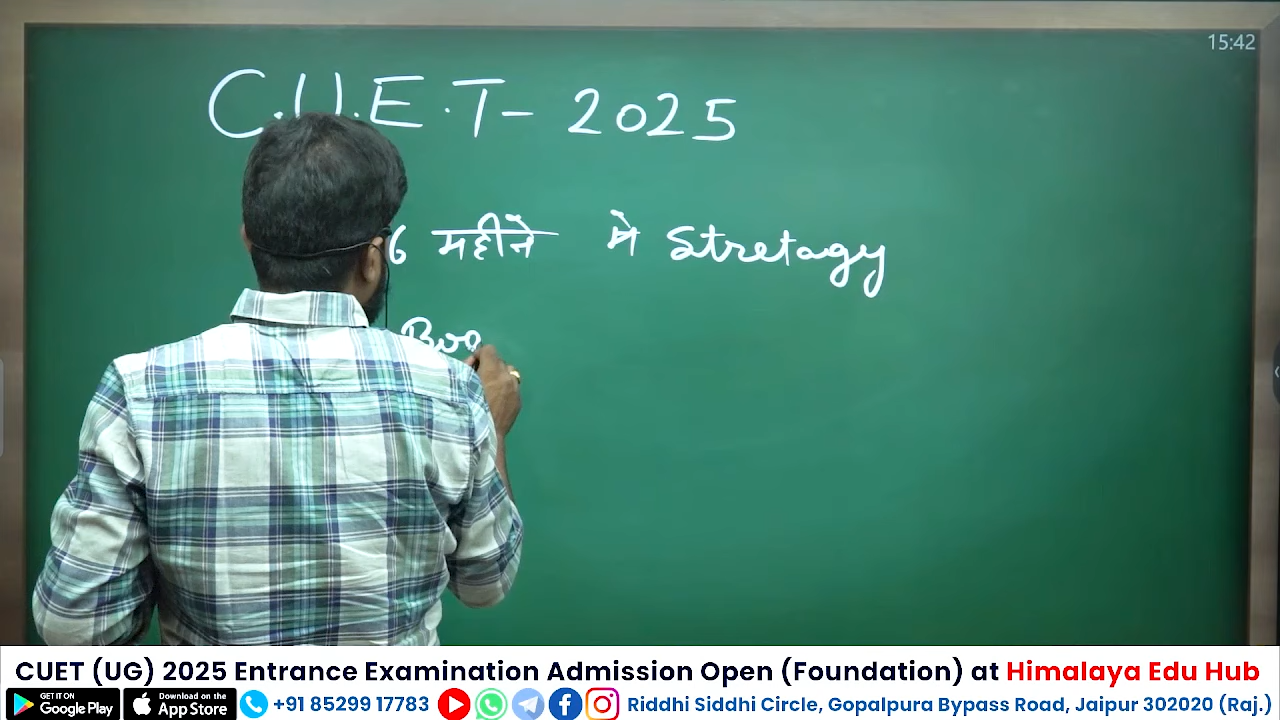 15:42
C.U.E.T - 2025
6 महीने में Stretagy
Boo
CUET (UG) 2025 Entrance Examination Admission Open (Foundation) at Himalaya Edu Hub
GET IT ON
Google Play
Download on the
App Store
+91 85299 17783
Riddhi Siddhi Circle, Gopalpura Bypass Road, Jaipur 302020 (Raj.)